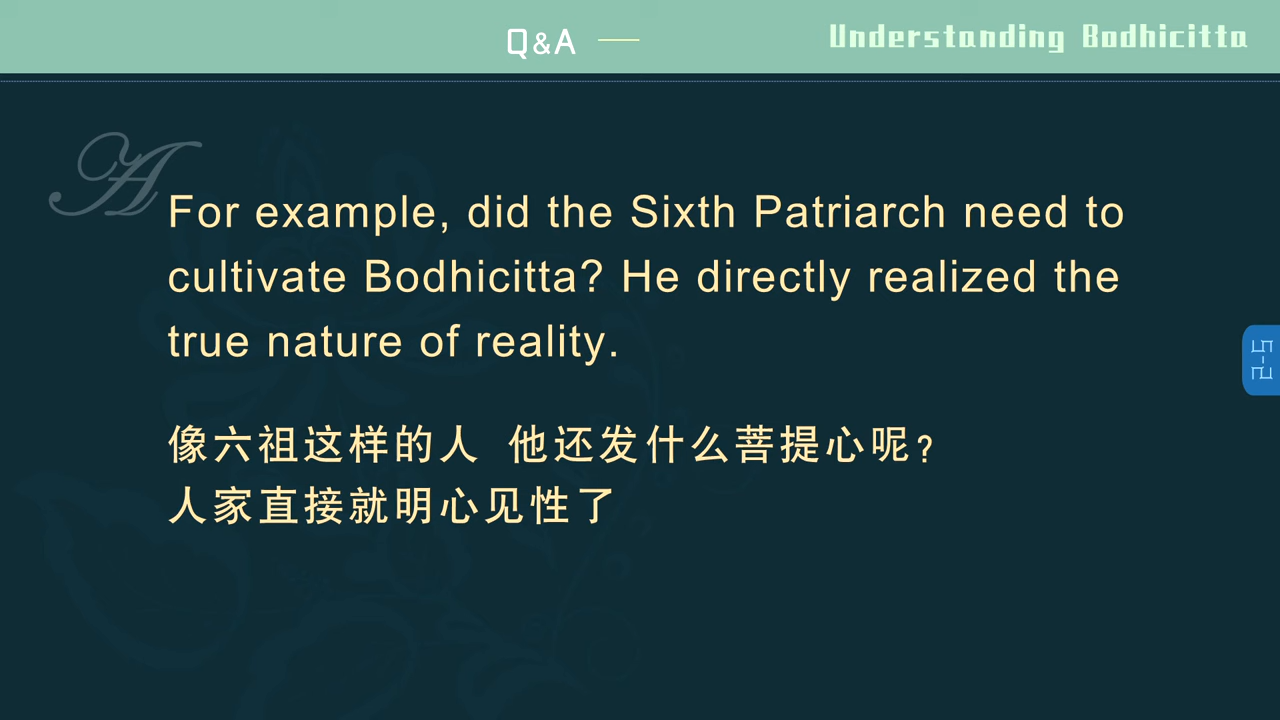 Q&A
Understanding Bodhicitta
A
For example, did the Sixth Patriarch need to
cultivate Bodhicitta? He directly realized the
true nature of reality.
像六祖这样的人 他还发什么菩提心呢?
人家直接就明心见性了
5-2